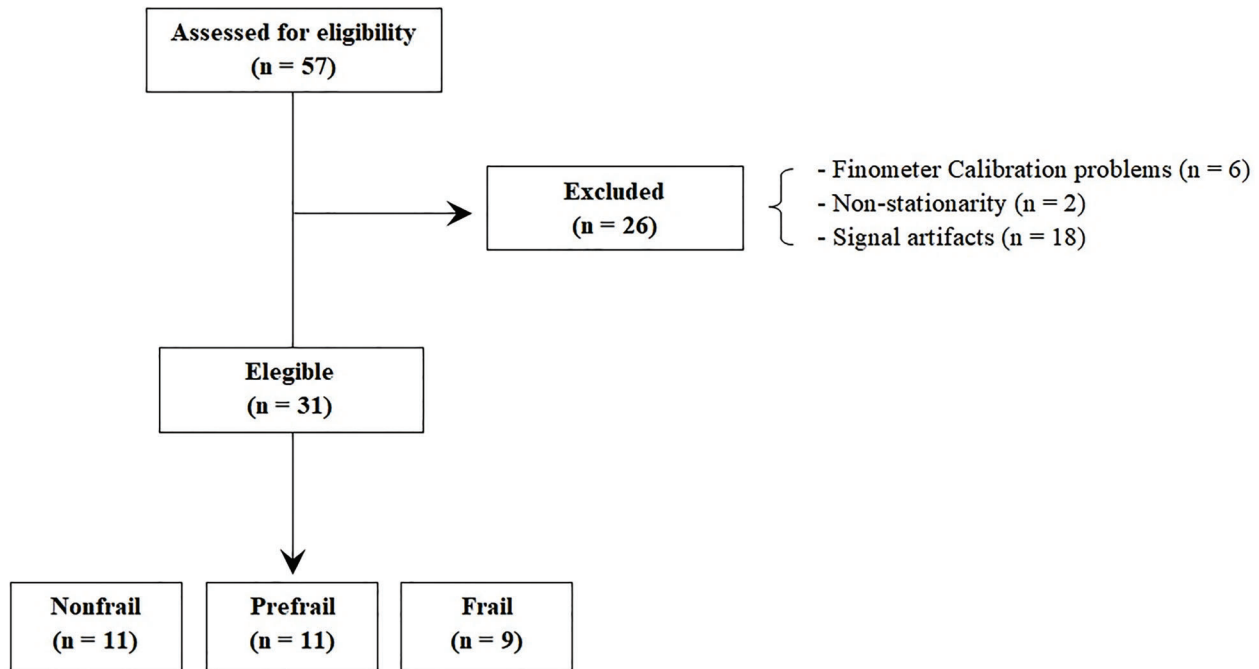 Assessed for eligibility
(n = 57)
Excluded
(n = 26)
- Finometer Calibration problems (n = 6)
- Non-stationarity (n = 2)
- Signal artifacts (n = 18)
Elegible
(n = 31)
Nonfrail
(n = 11)
Prefrail
(n = 11)
Frail
(n = 9)